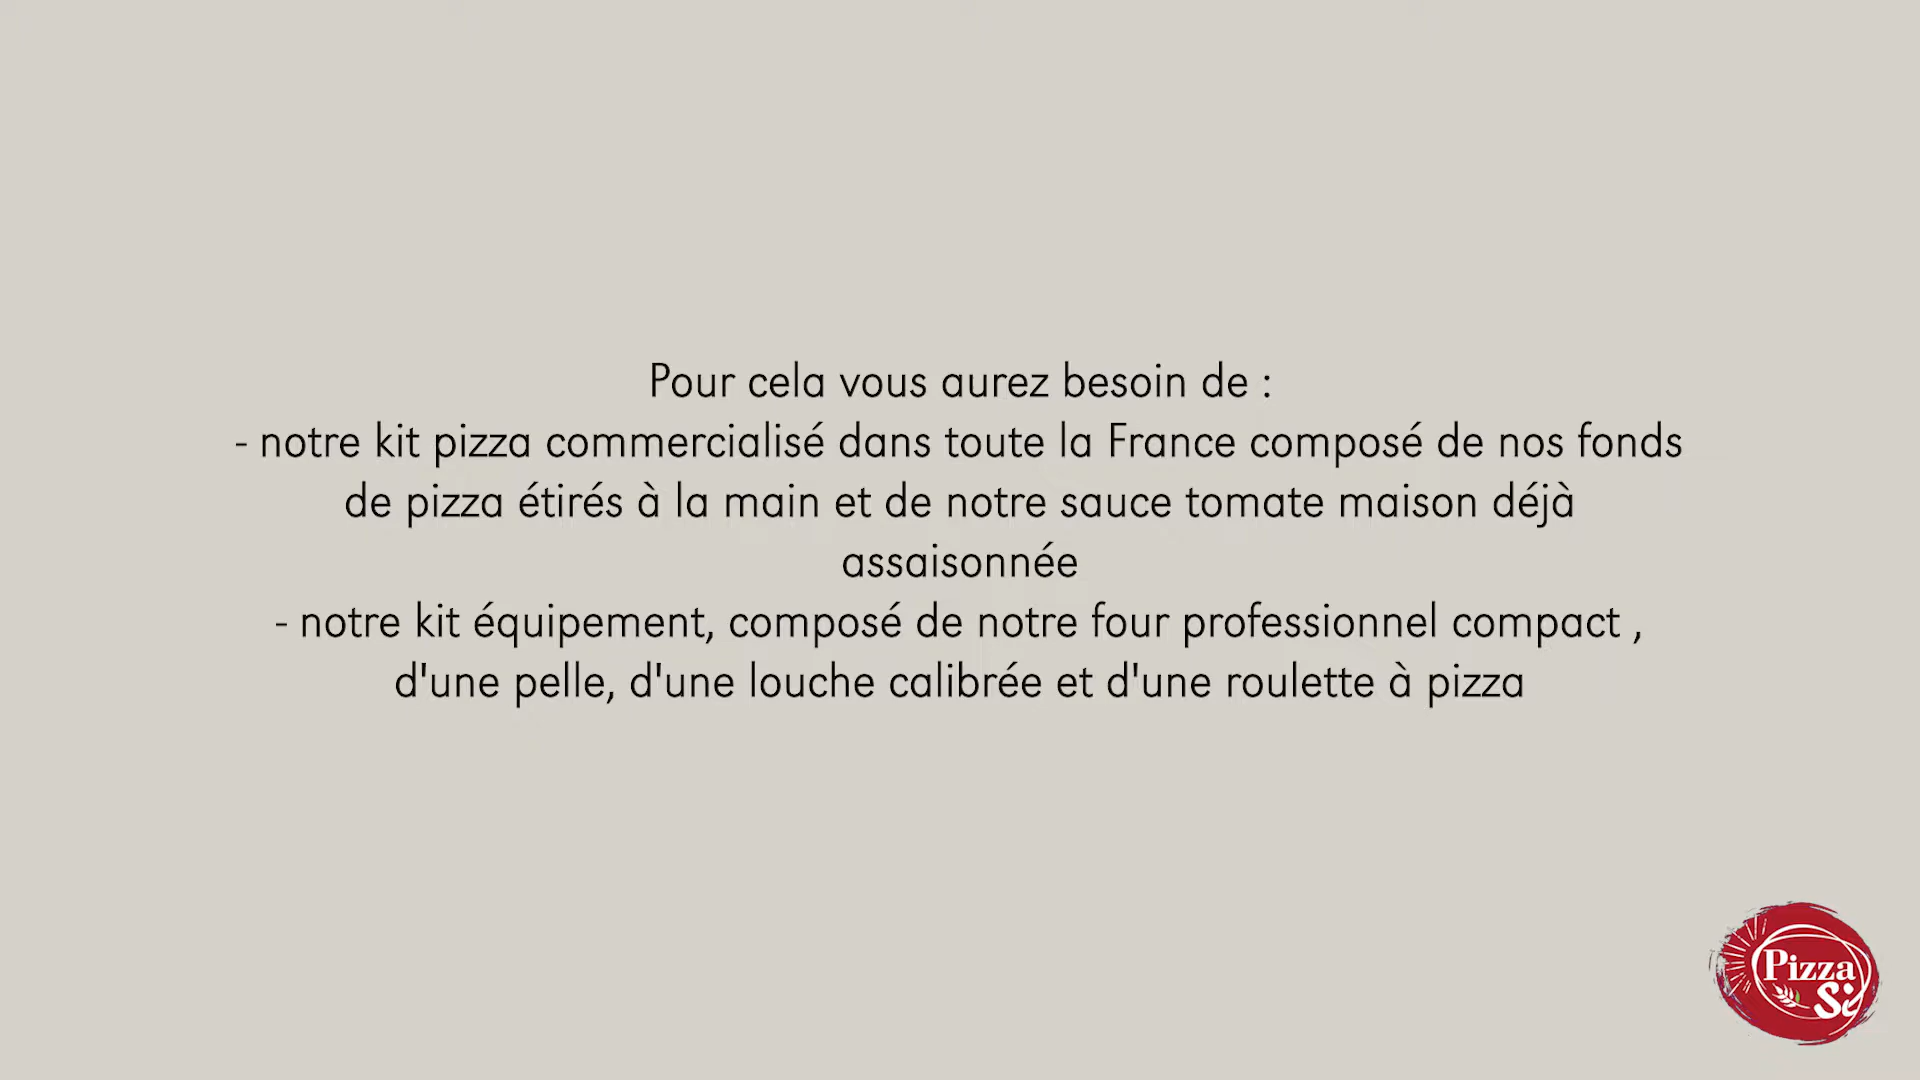 Pour cela vous aurez besoin de :
- notre kit pizza commercialisé dans toute la France composé de nos fonds
de pizza étirés à la main et de notre sauce tomate maison déjà
assaisonnée
- notre kit équipement, composé de notre four professionnel compact ,
d'une pelle, d'une louche calibrée et d'une roulette à pizza
Pizza
Si